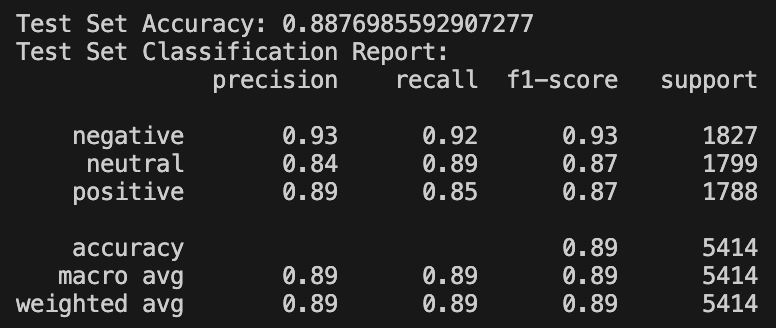 Test Set Accuracy: 0.8876985592907277
Test Set Classification Report:
precision recall f1-score support
negative 0.93 0.92 0.93 1827
neutral 0.84 0.89 0.87 1799
positive 0.89 0.85 0.87 1788
accuracy 0.89 5414
macro avg 0.89 0.89 0.89 5414
weighted avg 0.89 0.89 0.89 5414